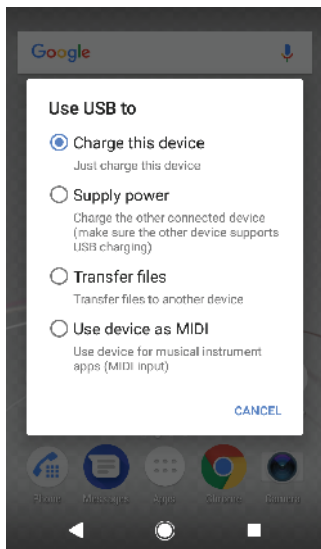 Google
Use USB to
Charge this device
Just charge this device
Supply power
Charge the other connected device
(make sure the other device supports
USB charging)
Transfer files
Transfer files to another device
Use device as MIDI
Use device for musical instrument
apps (MIDI input)
CANCEL
Phone Messages Apps Chrome Camera